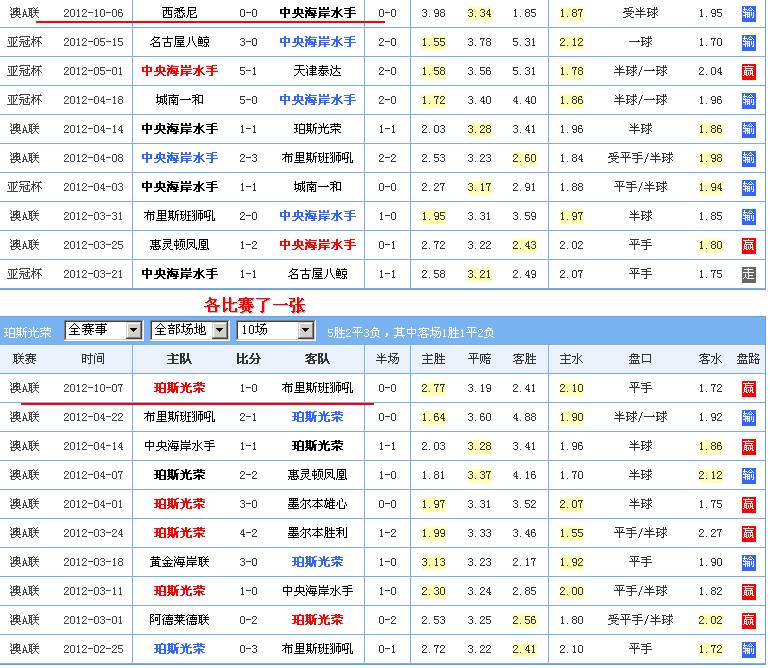 澳A联 2012-10-06 西悉尼 0-0 中央海岸水手 0-0 3.98 3.34 1.85 1.87 受半球 1.95 输
亚冠杯 2012-05-15 名古屋八鲸 3-0 中央海岸水手 2-0 1.55 3.78 5.31 2.12 一球 1.70 输
亚冠杯 2012-05-01 中央海岸水手 5-1 天津泰达 2-0 1.58 3.56 5.31 1.78 半球/一球 2.04 赢
亚冠杯 2012-04-18 城南一和 5-0 中央海岸水手 2-0 1.72 3.40 4.40 1.86 半球/一球 1.96 输
澳A联 2012-04-14 中央海岸水手 1-1 珀斯光荣 1-1 2.03 3.28 3.41 1.96 半球 1.86 输
澳A联 2012-04-08 中央海岸水手 2-3 布里斯班狮吼 2-2 2.53 3.23 2.60 1.84 受平手/半球 1.98 输
亚冠杯 2012-04-03 中央海岸水手 1-1 城南一和 0-0 2.27 3.17 2.91 1.88 平手/半球 1.94 输
澳A联 2012-03-31 布里斯班狮吼 2-0 中央海岸水手 1-0 1.95 3.31 3.59 1.97 半球 1.85 输
澳A联 2012-03-25 惠灵顿凤凰 1-2 中央海岸水手 0-1 2.72 3.22 2.43 2.02 平手 1.80 赢
亚冠杯 2012-03-21 中央海岸水手 1-1 名古屋八鲸 1-1 2.58 3.21 2.49 2.07 平手 1.75 走
各比赛了一张
珀斯光荣 全赛事 全部场地 10场 5胜2平3负，其中客场1胜1平2负
联赛 时间 主队 比分 客队 半场 主胜 平赔 客胜 主水 盘口 客水 盘路
澳A联 2012-10-07 珀斯光荣 1-0 布里斯班狮吼 0-0 2.77 3.19 2.41 2.10 平手 1.72 赢
澳A联 2012-04-22 布里斯班狮吼 2-1 珀斯光荣 0-0 1.64 3.60 4.88 1.90 半球/一球 1.92 输
澳A联 2012-04-14 中央海岸水手 1-1 珀斯光荣 1-1 2.03 3.28 3.41 1.96 半球 1.86 赢
澳A联 2012-04-07 珀斯光荣 2-2 惠灵顿凤凰 1-0 1.81 3.37 4.16 1.70 半球 2.12 输
澳A联 2012-04-01 珀斯光荣 3-0 墨尔本雄心 0-0 1.97 3.31 3.52 2.07 半球 1.75 赢
澳A联 2012-03-24 珀斯光荣 4-2 墨尔本胜利 1-2 1.99 3.33 3.46 1.55 平手/半球 2.27 赢
澳A联 2012-03-18 黄金海岸联 3-0 珀斯光荣 1-0 3.13 3.23 2.17 1.92 平手 1.90 输
澳A联 2012-03-11 珀斯光荣 1-0 中央海岸水手 1-0 2.30 3.24 2.85 2.00 平手/半球 1.82 赢
澳A联 2012-03-01 阿德莱德联 0-2 珀斯光荣 0-2 2.53 3.25 2.56 1.80 受平手/半球 2.02 赢
澳A联 2012-02-25 珀斯光荣 0-3 布里斯班狮吼 0-1 2.72 3.22 2.41 2.10 平手 1.72 输